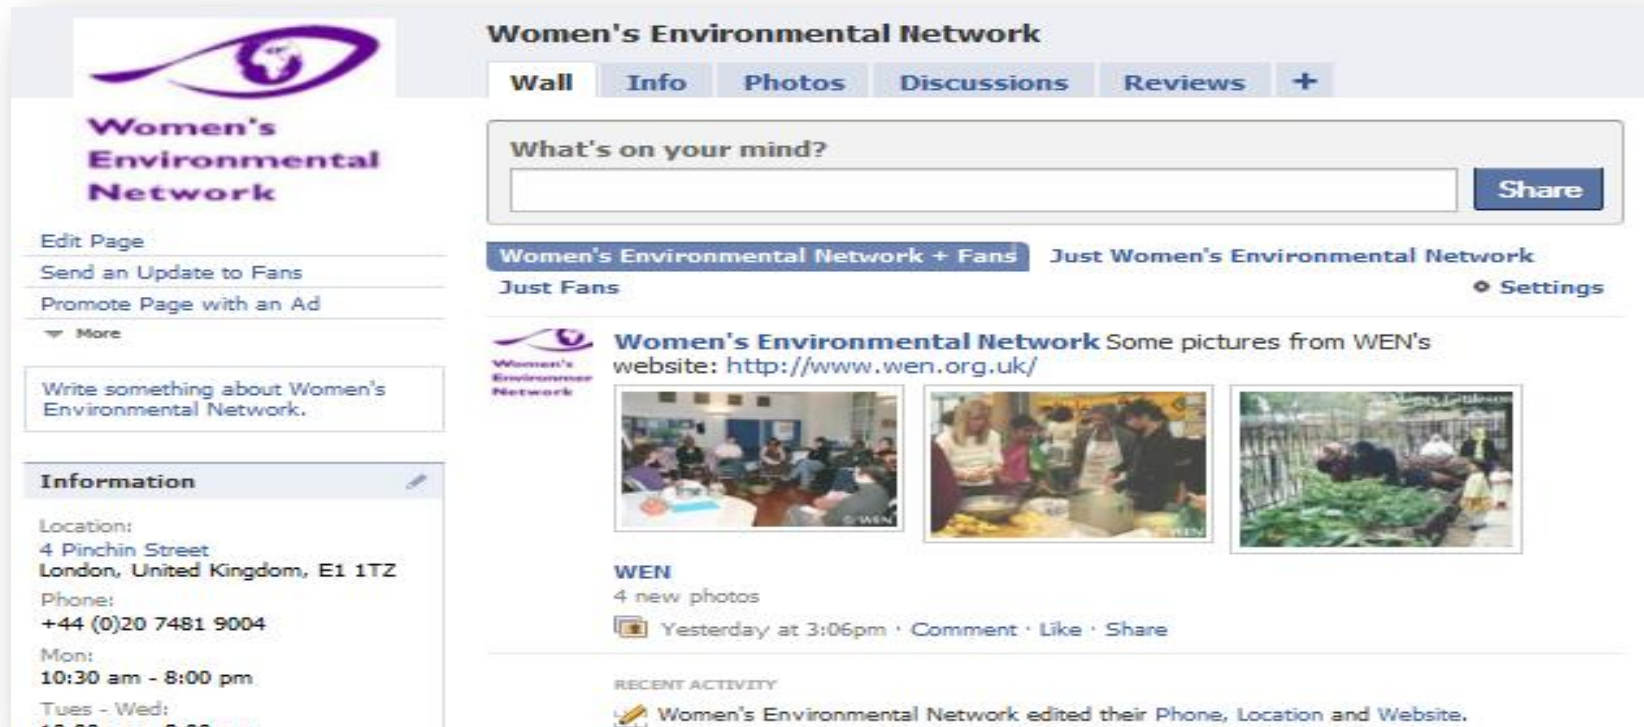 Women's
Environmental
Network
Edit Page
Send an Update to Fans
Promote Page with an Ad
More
Write something about Women's
Environmental Network.
Information
Location:
4 Pinchin Street
London, United Kingdom, E1 1TZ
Phone:
+44 (0)20 7481 9004
Mon:
10:30 am - 8:00 pm
Tues - Wed:
Women's Environmental Network
Wall Info Photos Discussions Reviews +
What's on your mind?
Share
Women's Environmental Network + Fans Just Women's Environmental Network
Just Fans Settings
Women's
Network
Women's Environmental Network Some pictures from WEN's
website: http://www.wen.org.uk/
© WEN
WEN
WEN
4 new photos
Yesterday at 3:06pm · Comment · Like · Share
RECENT ACTIVITY
Women's Environmental Network edited their Phone, Location and Website.